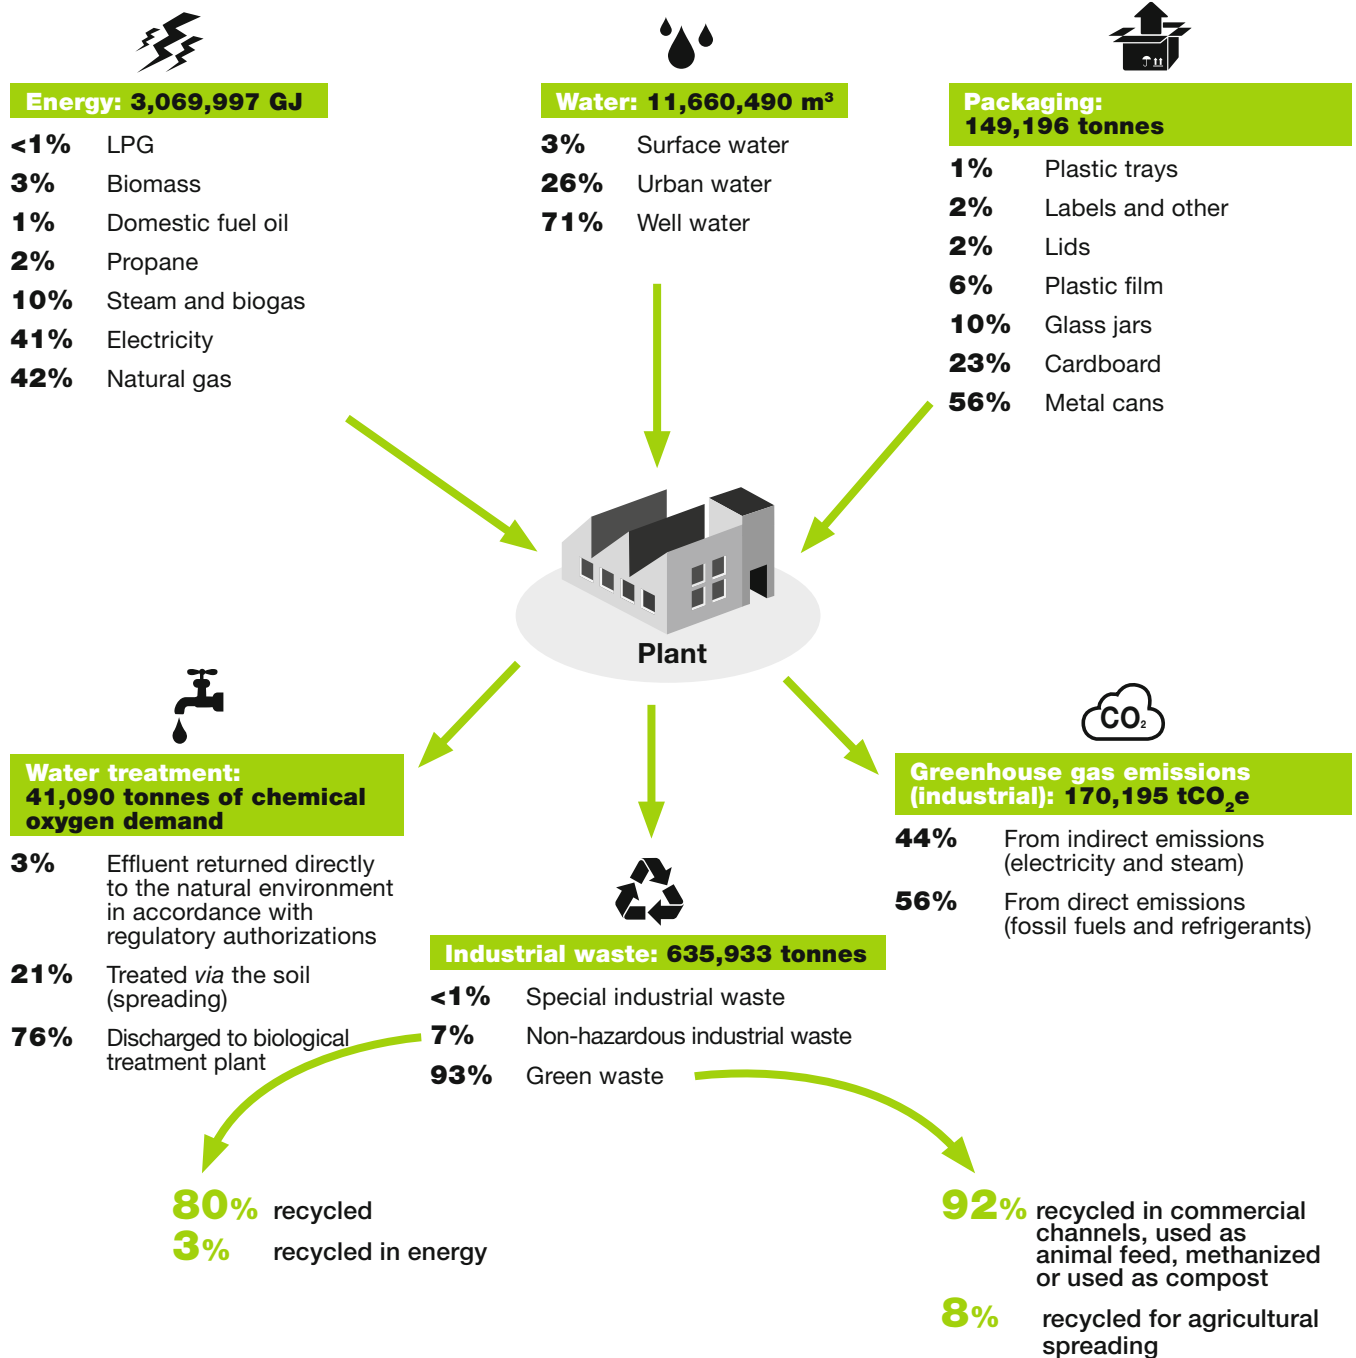 Energy: 3,069,997 GJ
<1% LPG
3% Biomass
1% Domestic fuel oil
2% Propane
10% Steam and biogas
41% Electricity
42% Natural gas
Water: 11,660,490 m³
3% Surface water
26% Urban water
71% Well water
Packaging:
149,196 tonnes
1% Plastic trays
2% Labels and other
2% Lids
6% Plastic film
10% Glass jars
23% Cardboard
56% Metal cans
Plant
Water treatment:
41,090 tonnes of chemical
oxygen demand
3% Effluent returned directly
to the natural environment
in accordance with
regulatory authorizations
21% Treated via the soil
(spreading)
76% Discharged to biological
treatment plant
Industrial waste: 635,933 tonnes
<1% Special industrial waste
7% Non-hazardous industrial waste
93% Green waste
CO₂
Greenhouse gas emissions
(industrial): 170,195 tCO₂e
44% From indirect emissions
(electricity and steam)
56% From direct emissions
(fossil fuels and refrigerants)
80% recycled
3% recycled in energy
92% recycled in commercial
channels, used as
animal feed, methanized
or used as compost
8% recycled for agricultural
spreading